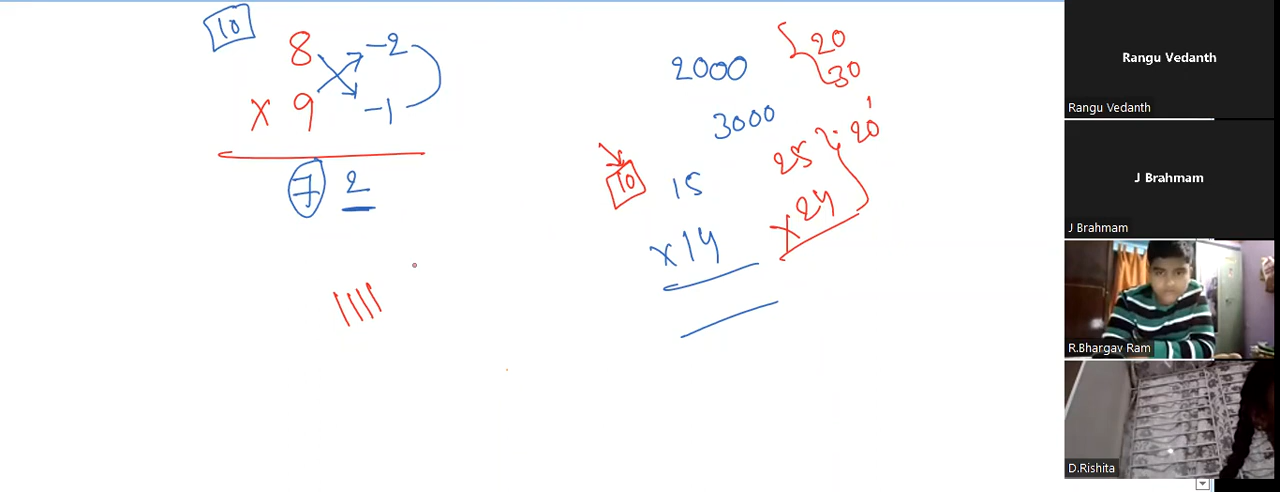 10
8 -2
× 9 -1
7 2
2000
3000
20
30
10
15
× 14
1
25 20
× 24
Rangu Vedanth
Rangu Vedanth
J Brahmam
J Brahmam
R.Bhargav Ram
D.Rishita